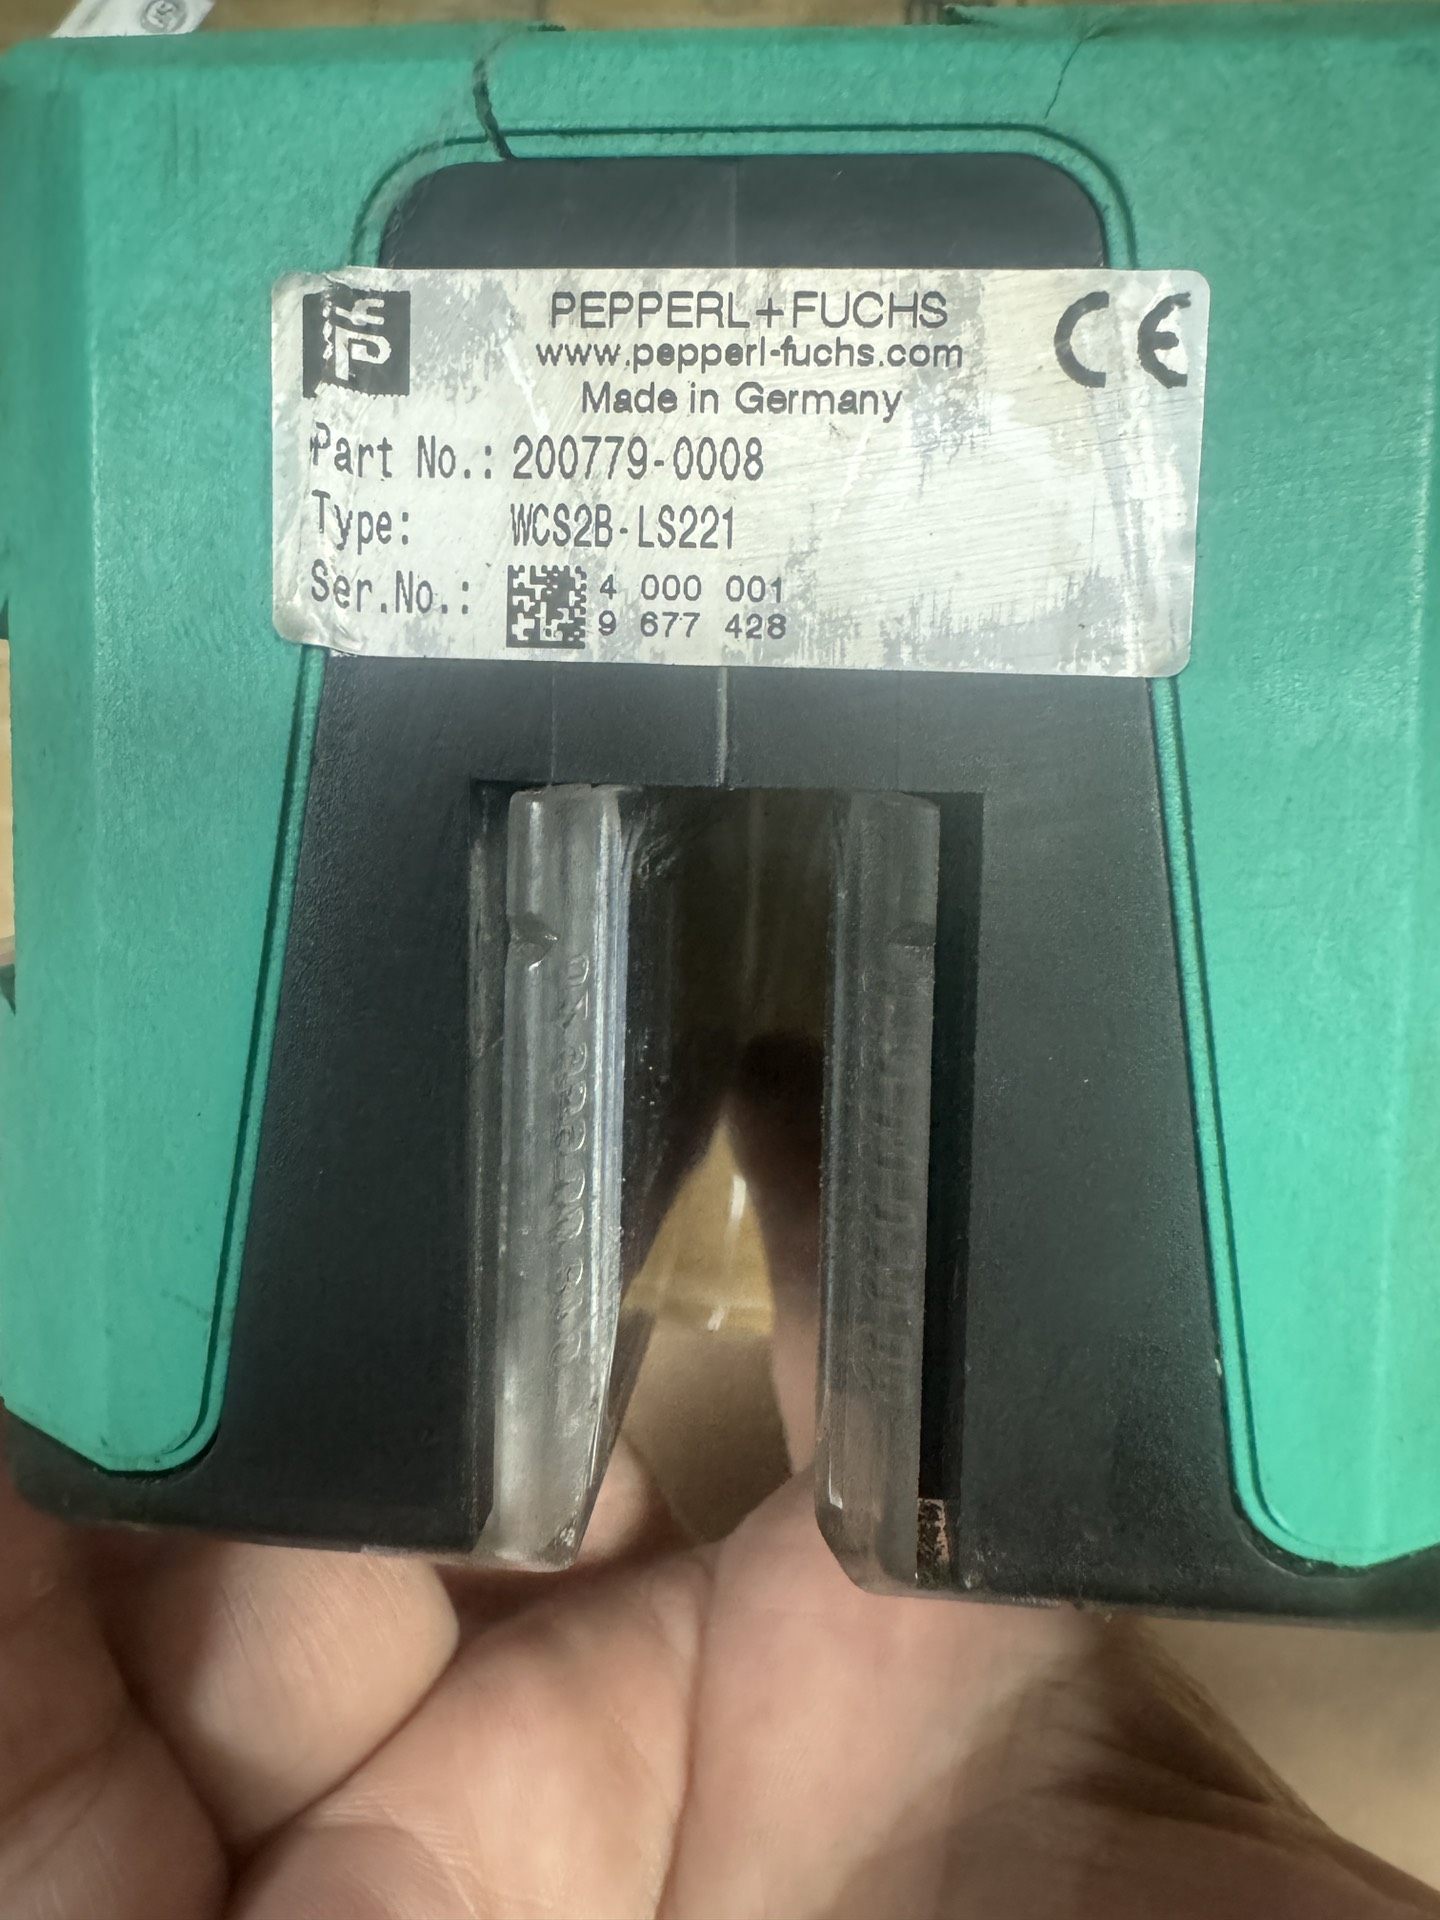 PEPPERL+FUCHS
www.pepperl-fuchs.com
Made in Germany
CE
Part No.: 200779-0008
Type: WCS2B-LS221
Ser.No.: 4 000 001
9 677 428